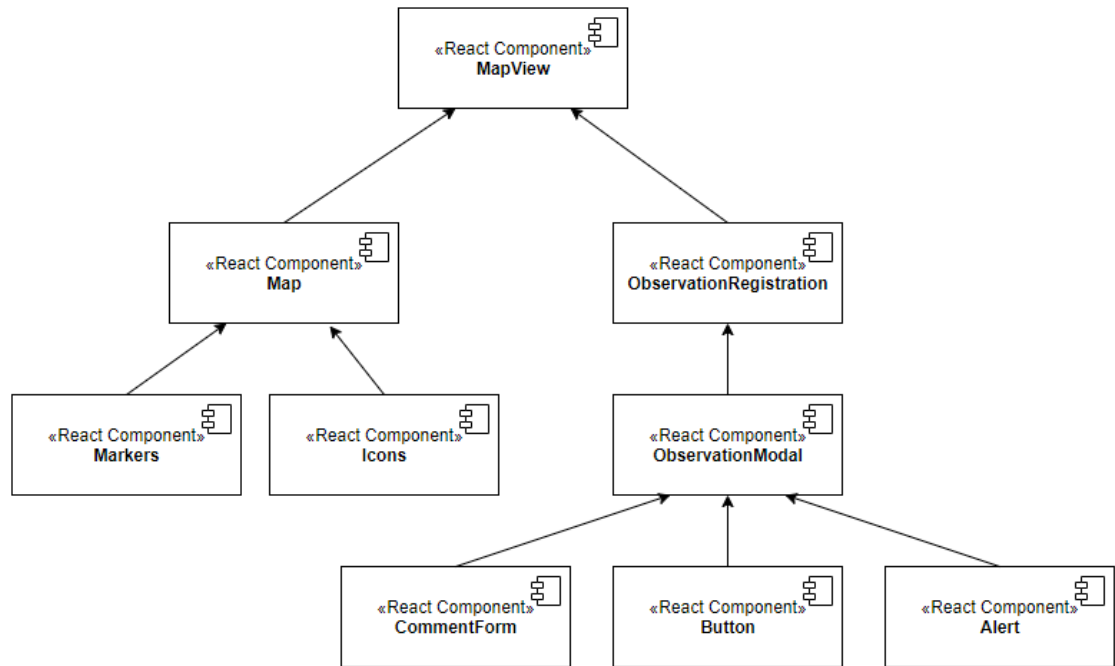 «React Component»
MapView
«React Component»
Map
«React Component»
ObservationRegistration
«React Component»
Markers
«React Component»
Icons
«React Component»
ObservationModal
«React Component»
CommentForm
«React Component»
Button
«React Component»
Alert